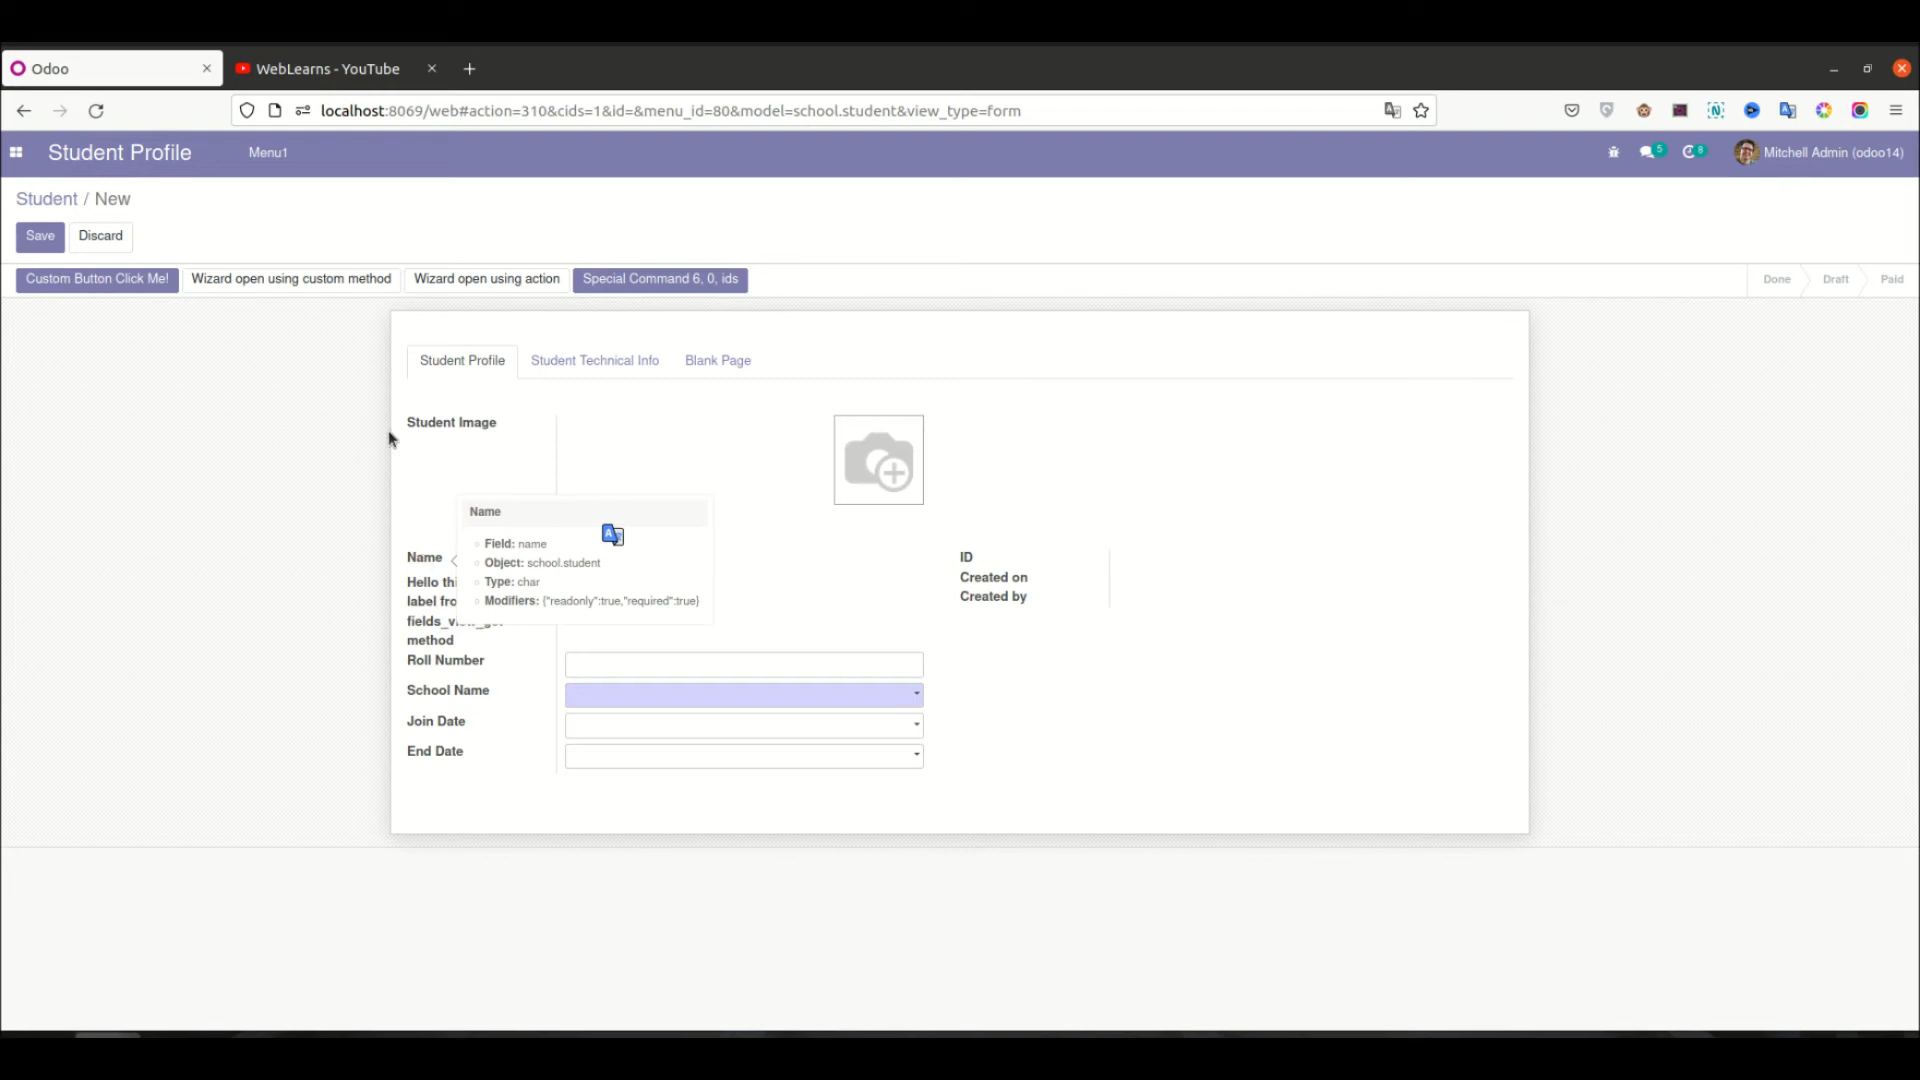 Odoo
WebLearns - YouTube
localhost:8069/web#action=310&cids=1&id=&menu_id=80&model=school.student&view_type=form
Student Profile
Menu1
5
8
Mitchell Admin (odoo14)
Student / New
Save
Discard
Custom Button Click Me!
Wizard open using custom method
Wizard open using action
Special Command 6, 0, ids
Done
Draft
Paid
Student Profile
Student Technical Info
Blank Page
Student Image
Name
Field: name
Object: school.student
Type: char
Modifiers: {"readonly":true,"required":true}
Name
Hello thi
label fro
method
Roll Number
School Name
Join Date
End Date
ID
Created on
Created by